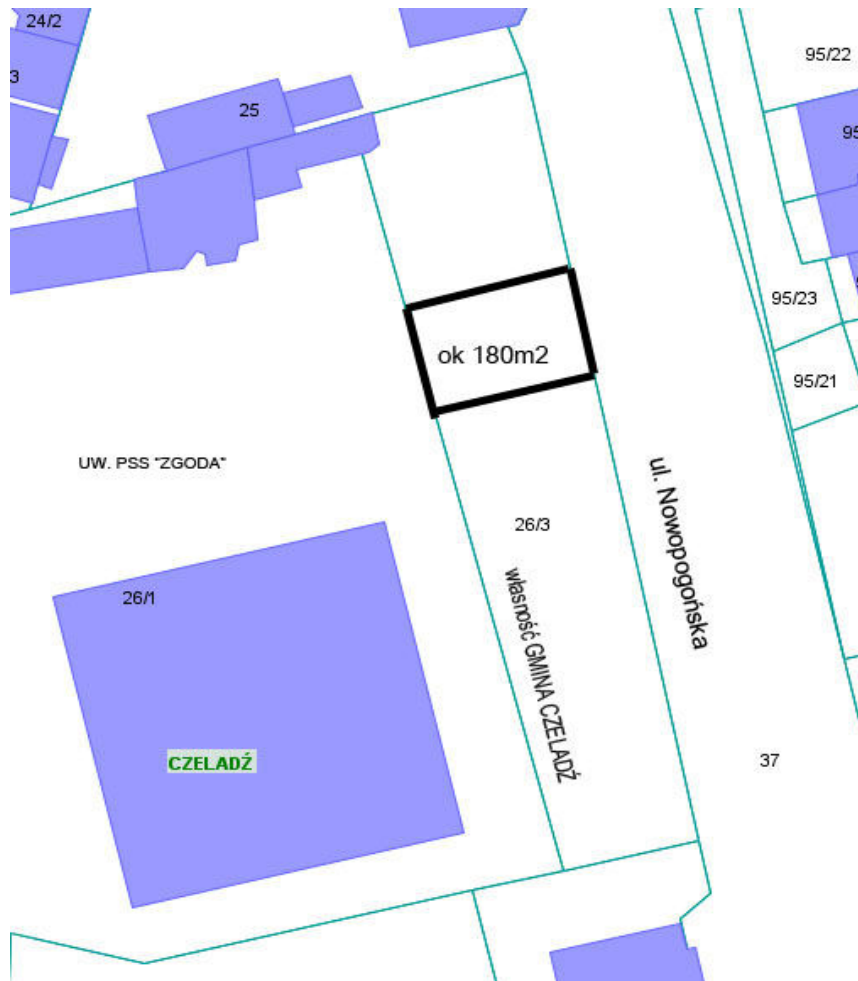 24/2
95/22
3
25
95
95/23
ok 180m2
95/21
UW. PSS "ZGODA"
ul. Nowopogońska
26/3
własność GMINA CZELADŹ
26/1
CZELADŹ
37